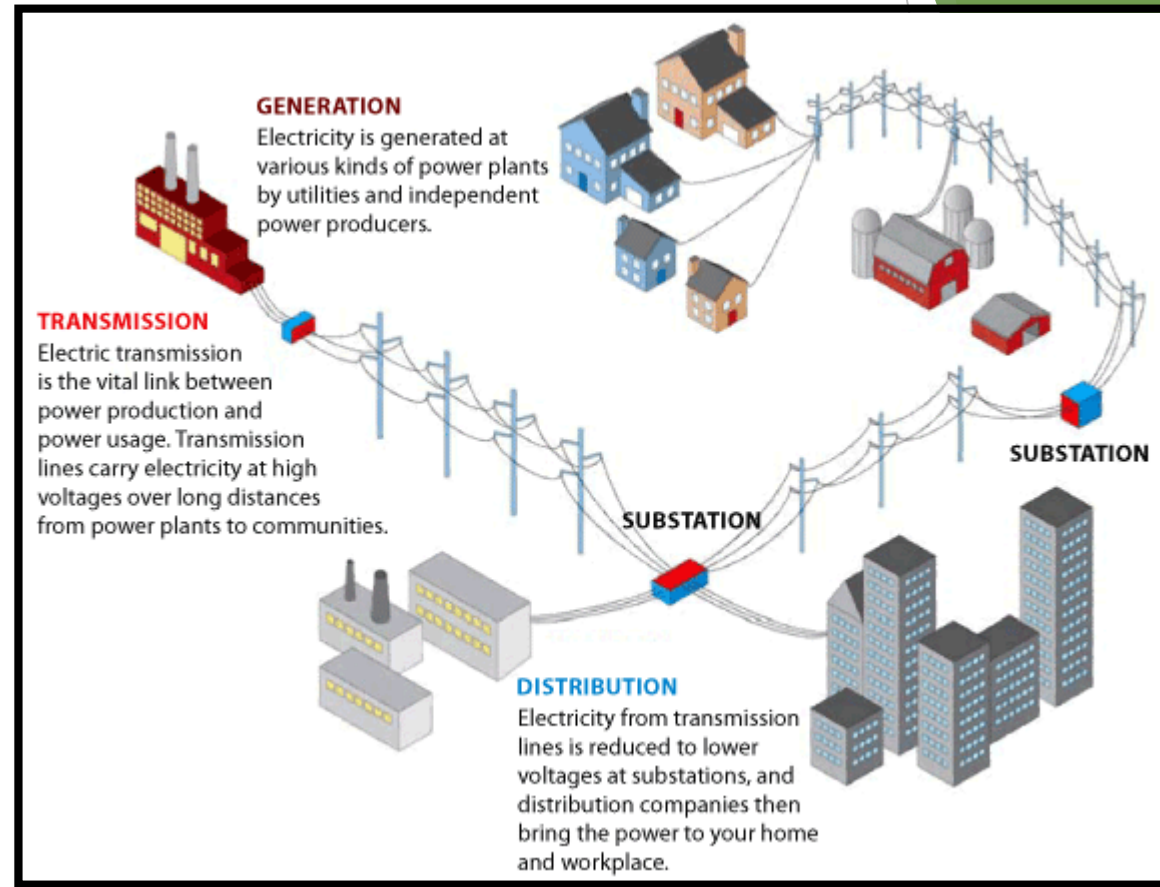 GENERATION
Electricity is generated at
various kinds of power plants
by utilities and independent
power producers.
TRANSMISSION
Electric transmission
is the vital link between
power production and
power usage. Transmission
lines carry electricity at high
voltages over long distances
from power plants to communities.
SUBSTATION
SUBSTATION
DISTRIBUTION
Electricity from transmission
lines is reduced to lower
voltages at substations, and
distribution companies then
bring the power to your home
and workplace.